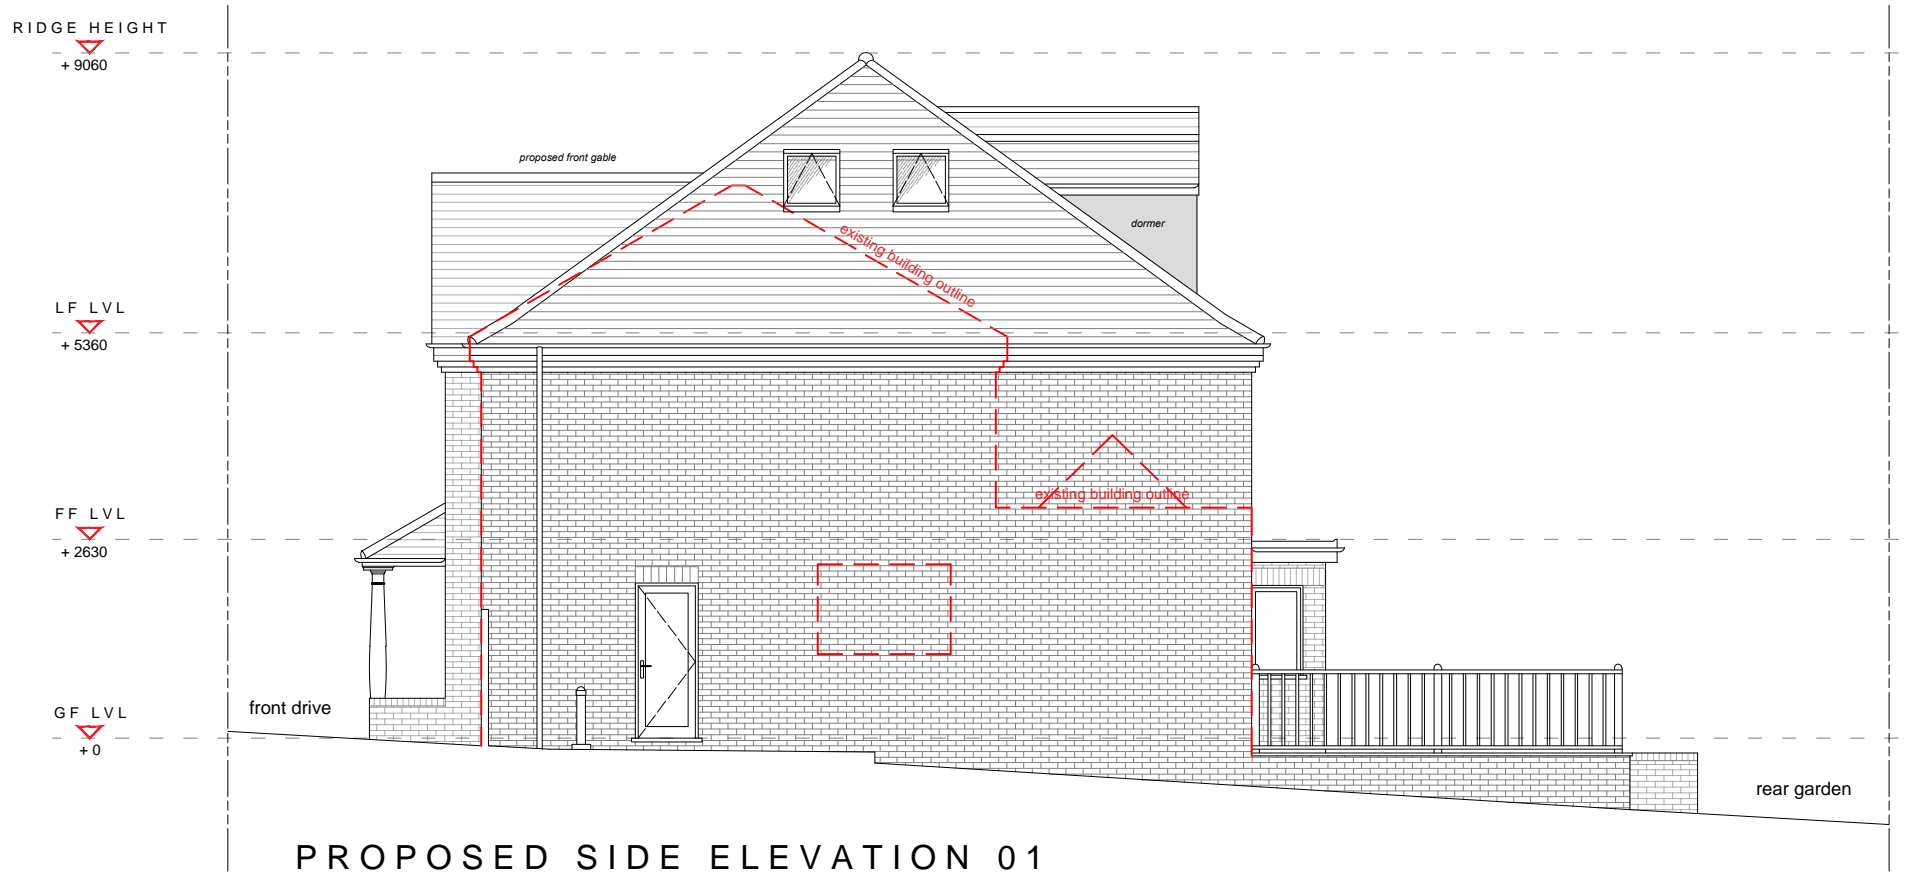 RIDGE HEIGHT
+ 9060
proposed front gable
existing building outline
dormer
LF LVL
+ 5360
existing building outline
FF LVL
+ 2630
GF LVL
+ 0
front drive
rear garden
PROPOSED SIDE ELEVATION 01